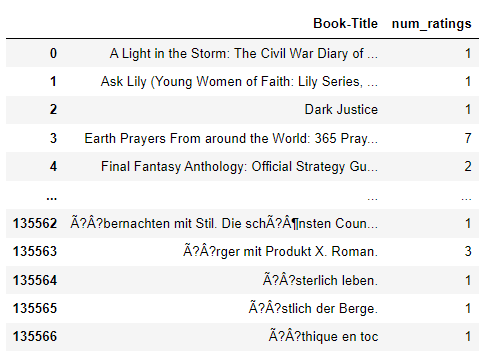 Book-Title num_ratings
0 A Light in the Storm: The Civil War Diary of ... 1
1 Ask Lily (Young Women of Faith: Lily Series, ... 1
2 Dark Justice 1
3 Earth Prayers From around the World: 365 Pray... 7
4 Final Fantasy Anthology: Official Strategy Gu... 2
... ... ...
135562 Ã?Â?bernachten mit Stil. Die schÃ?Â¶nsten Coun... 1
135563 Ã?Â?rger mit Produkt X. Roman. 3
135564 Ã?Â?sterlich leben. 1
135565 Ã?Â?stlich der Berge. 1
135566 Ã?Â?thique en toc 1